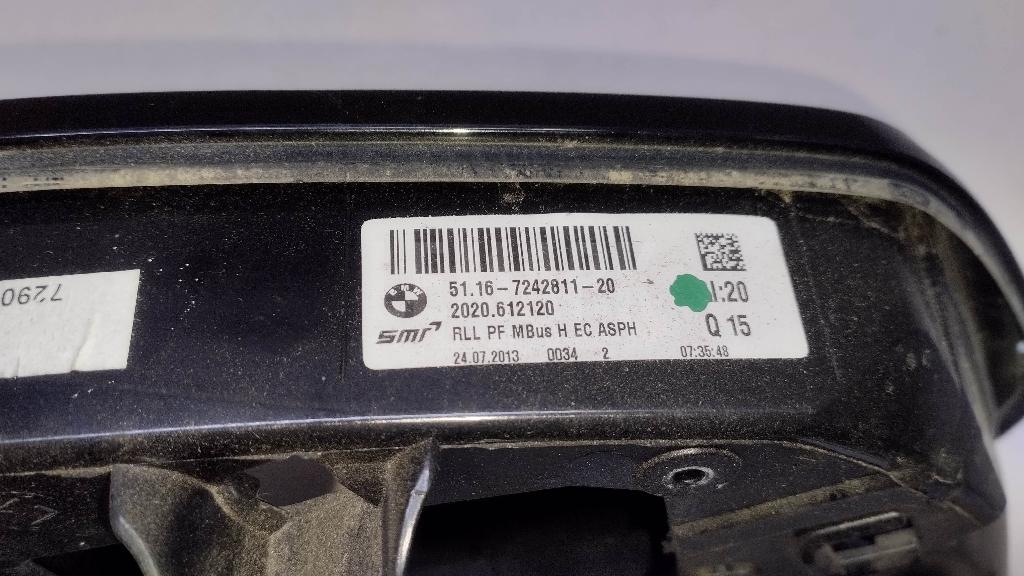 51.16-7242811-20
2020.612120
I:20
smr
RLL PF MBus H EC ASPH
Q 15
24.07.2013 0034 2 07:35:48
7290